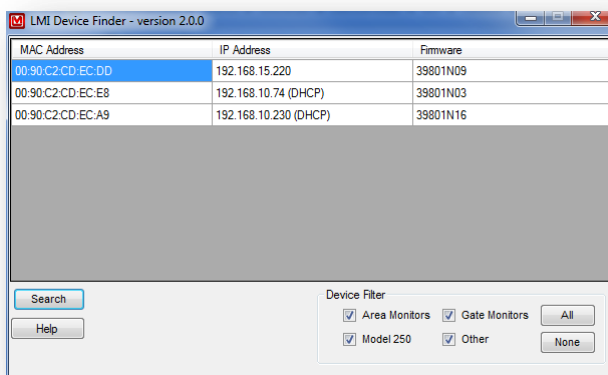 LMI Device Finder - version 2.0.0
MAC Address IP Address Firmware
00:90:C2:CD:EC:DD 192.168.15.220 39801N09
00:90:C2:CD:EC:E8 192.168.10.74 (DHCP) 39801N03
00:90:C2:CD:EC:A9 192.168.10.230 (DHCP) 39801N16
Search
Help
Device Filter
Area Monitors Gate Monitors All
Model 250 Other None